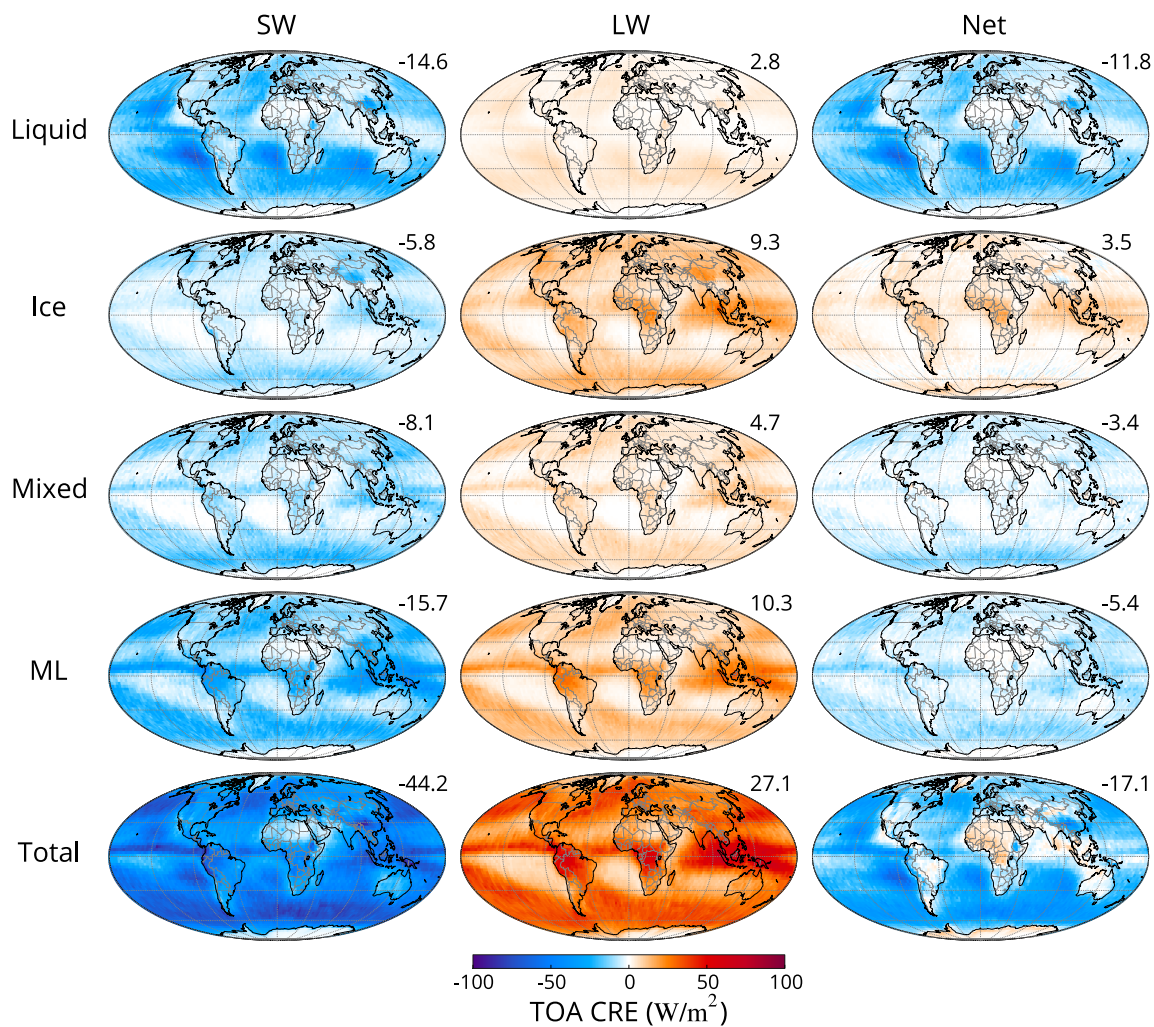 SW LW Net
Liquid -14.6 2.8 -11.8
Ice -5.8 9.3 3.5
Mixed -8.1 4.7 -3.4
ML -15.7 10.3 -5.4
Total -44.2 27.1 -17.1
-100 -50 0 50 100
TOA CRE (W/m²)